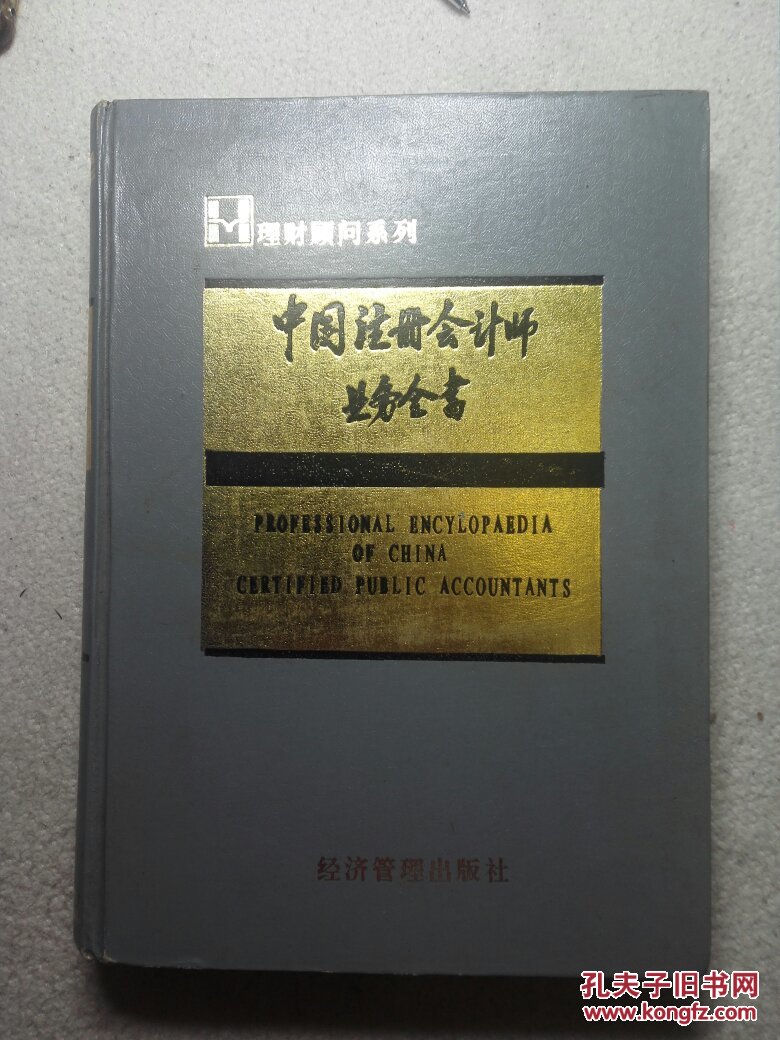 理财顾问系列
中国注册会计师
业务全书
PROFESSIONAL ENCYLOPAEDIA
OF CHINA
CERTIFIED PUBLIC ACCOUNTANTS
经济管理出版社
孔夫子旧书网
www.kongfz.com